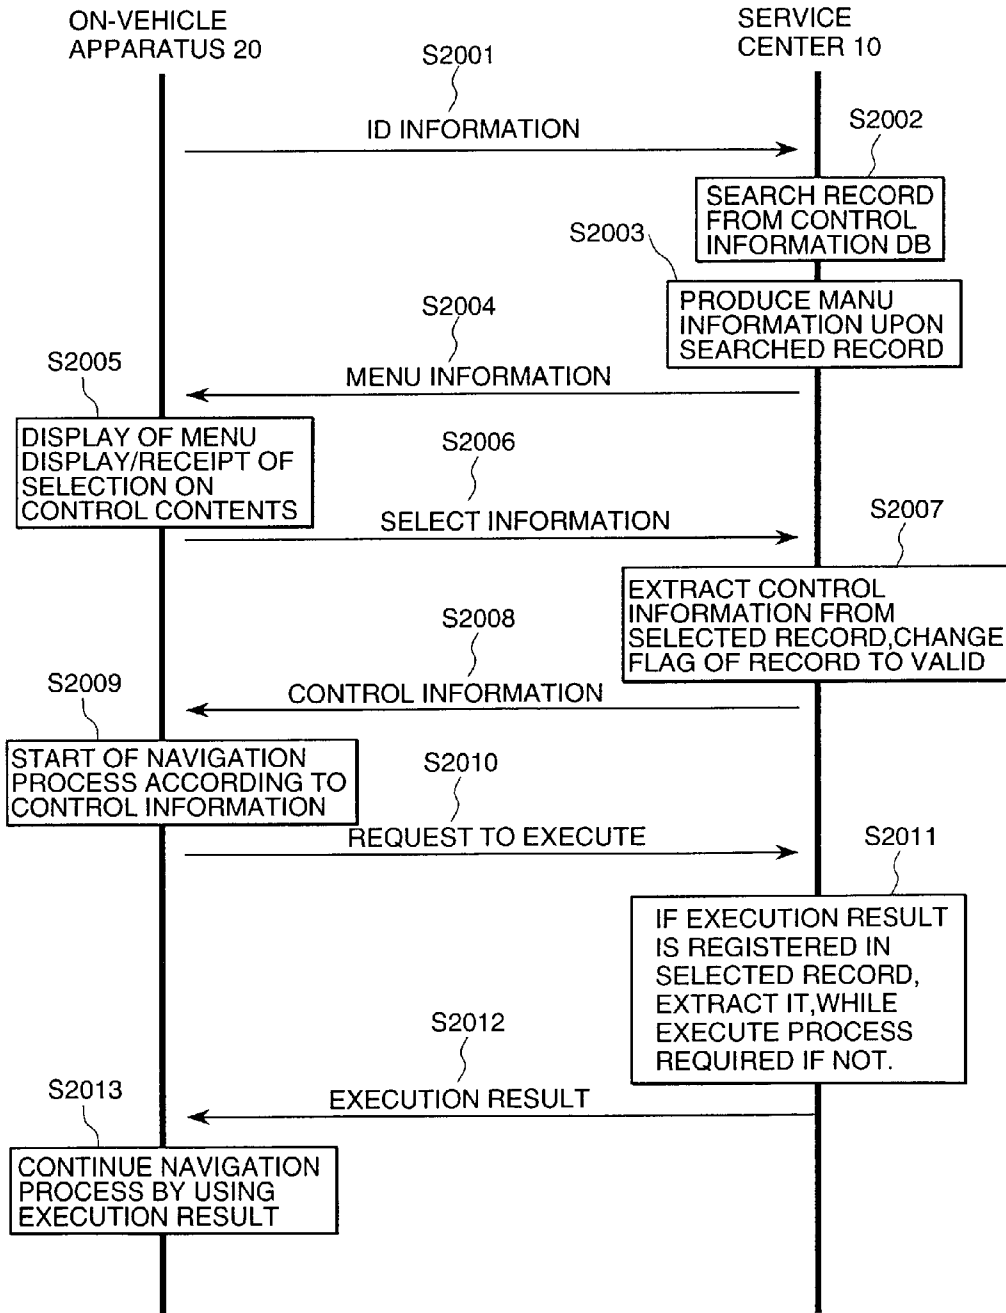 ON-VEHICLE
APPARATUS 20
SERVICE
CENTER 10
S2001
ID INFORMATION
S2002
SEARCH RECORD
FROM CONTROL
INFORMATION DB
S2003
PRODUCE MANU
INFORMATION UPON
SEARCHED RECORD
S2004
MENU INFORMATION
S2005
DISPLAY OF MENU
DISPLAY/RECEIPT OF
SELECTION ON
CONTROL CONTENTS
S2006
SELECT INFORMATION
S2007
EXTRACT CONTROL
INFORMATION FROM
SELECTED RECORD,CHANGE
FLAG OF RECORD TO VALID
S2008
CONTROL INFORMATION
S2009
START OF NAVIGATION
PROCESS ACCORDING TO
CONTROL INFORMATION
S2010
REQUEST TO EXECUTE
S2011
IF EXECUTION RESULT
IS REGISTERED IN
SELECTED RECORD,
EXTRACT IT,WHILE
EXECUTE PROCESS
REQUIRED IF NOT.
S2012
EXECUTION RESULT
S2013
CONTINUE NAVIGATION
PROCESS BY USING
EXECUTION RESULT